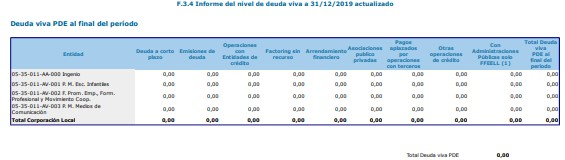 F.3.4 Informe del nivel de deuda viva a 31/12/2019 actualizado
Deuda viva PDE al final del periodo
Entidad Deuda a corto plazo Emisiones de deuda Operaciones con Entidades de crédito Factoring sin recurso Arrendamiento financiero Asociaciones publico privadas Pagos aplazados por operaciones con terceros Otras operaciones de crédito Con Administraciones Públicas solo FFEELL (1) Total Deuda viva PDE al final del periodo
05-35-011-AA-000 Ingenio 0,00 0,00 0,00 0,00 0,00 0,00 0,00 0,00 0,00 0,00
05-35-011-AV-001 P. M. Esc. Infantiles 0,00 0,00 0,00 0,00 0,00 0,00 0,00 0,00 0,00 0,00
05-35-011-AV-002 F. Prom. Emp., Form. Profesional y Movimiento Coop. 0,00 0,00 0,00 0,00 0,00 0,00 0,00 0,00 0,00 0,00
05-35-011-AV-003 P. M. Medios de Comunicación 0,00 0,00 0,00 0,00 0,00 0,00 0,00 0,00 0,00 0,00
Total Corporación Local 0,00 0,00 0,00 0,00 0,00 0,00 0,00 0,00 0,00 0,00
Total Deuda viva PDE 0,00